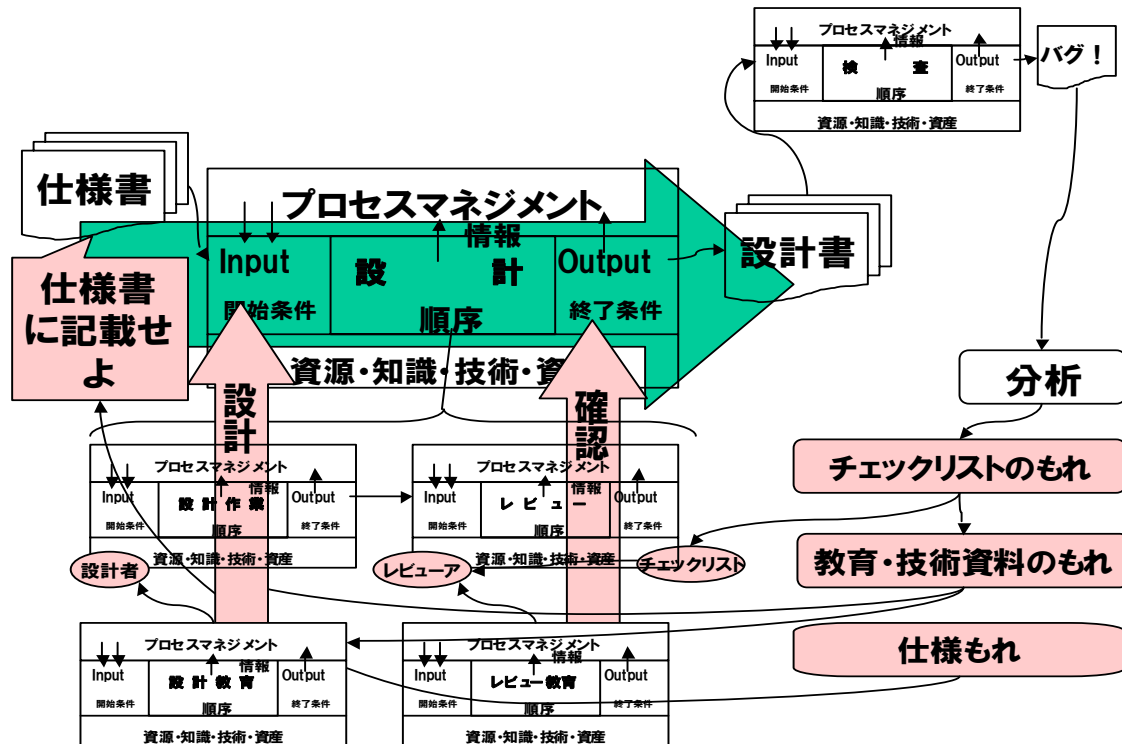 プロセスマネジメント
情報
Input
検 査
Output
開始条件
順序
終了条件
資源・知識・技術・資産
バグ！
仕様書
プロセスマネジメント
情報
Input
設 計
Output
開始条件
順序
終了条件
資源・知識・技術・資
設計書
仕様書
に記載せ
よ
設計
確認
分析
チェックリストのもれ
教育・技術資料のもれ
仕様もれ
プロセスマネジメント
情報
Input
設計作業
Output
開始条件
順序
終了条件
資源・知識・技術・資産
設計者
プロセスマネジメント
情報
Input
レビュー
Output
開始条件
順序
終了条件
資源・知識・技術・資産
レビューア
チェックリスト
プロセスマネジメント
情報
Input
設計教育
Output
開始条件
順序
終了条件
資源・知識・技術・資産
プロセスマネジメント
情報
Input
レビュー教育
Output
開始条件
順序
終了条件
資源・知識・技術・資産